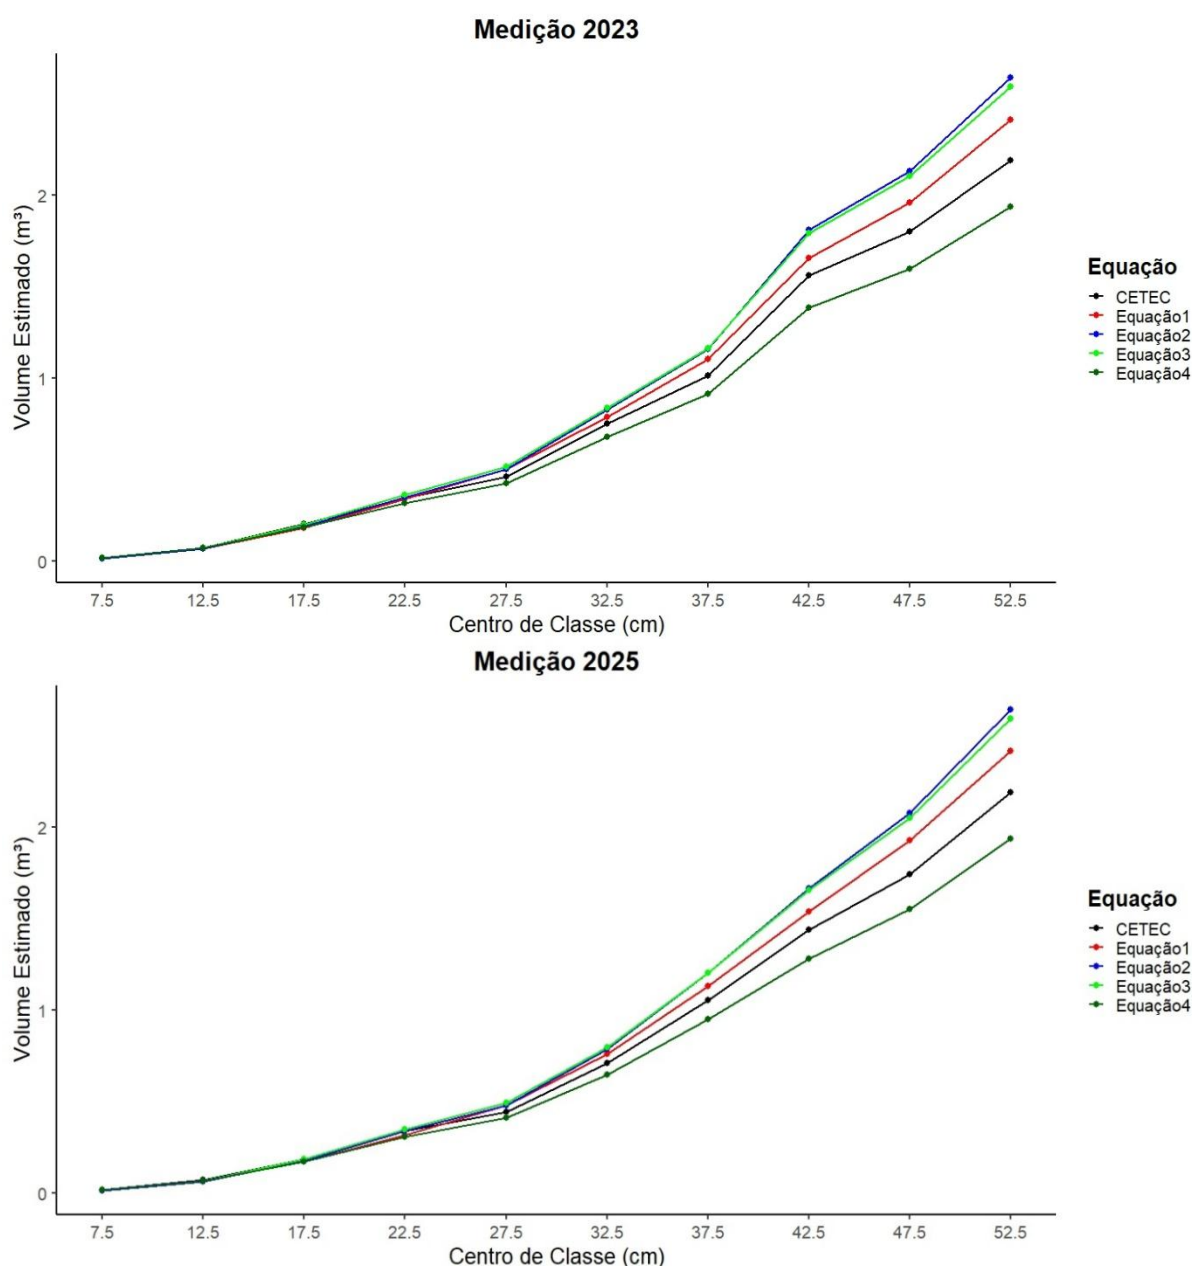 Medição 2023
Volume Estimado (m³)
2
1
0
7.5 12.5 17.5 22.5 27.5 32.5 37.5 42.5 47.5 52.5
Centro de Classe (cm)
Equação
CETEC
Equação1
Equação2
Equação3
Equação4
Medição 2025
Volume Estimado (m³)
2
1
0
7.5 12.5 17.5 22.5 27.5 32.5 37.5 42.5 47.5 52.5
Centro de Classe (cm)
Equação
CETEC
Equação1
Equação2
Equação3
Equação4